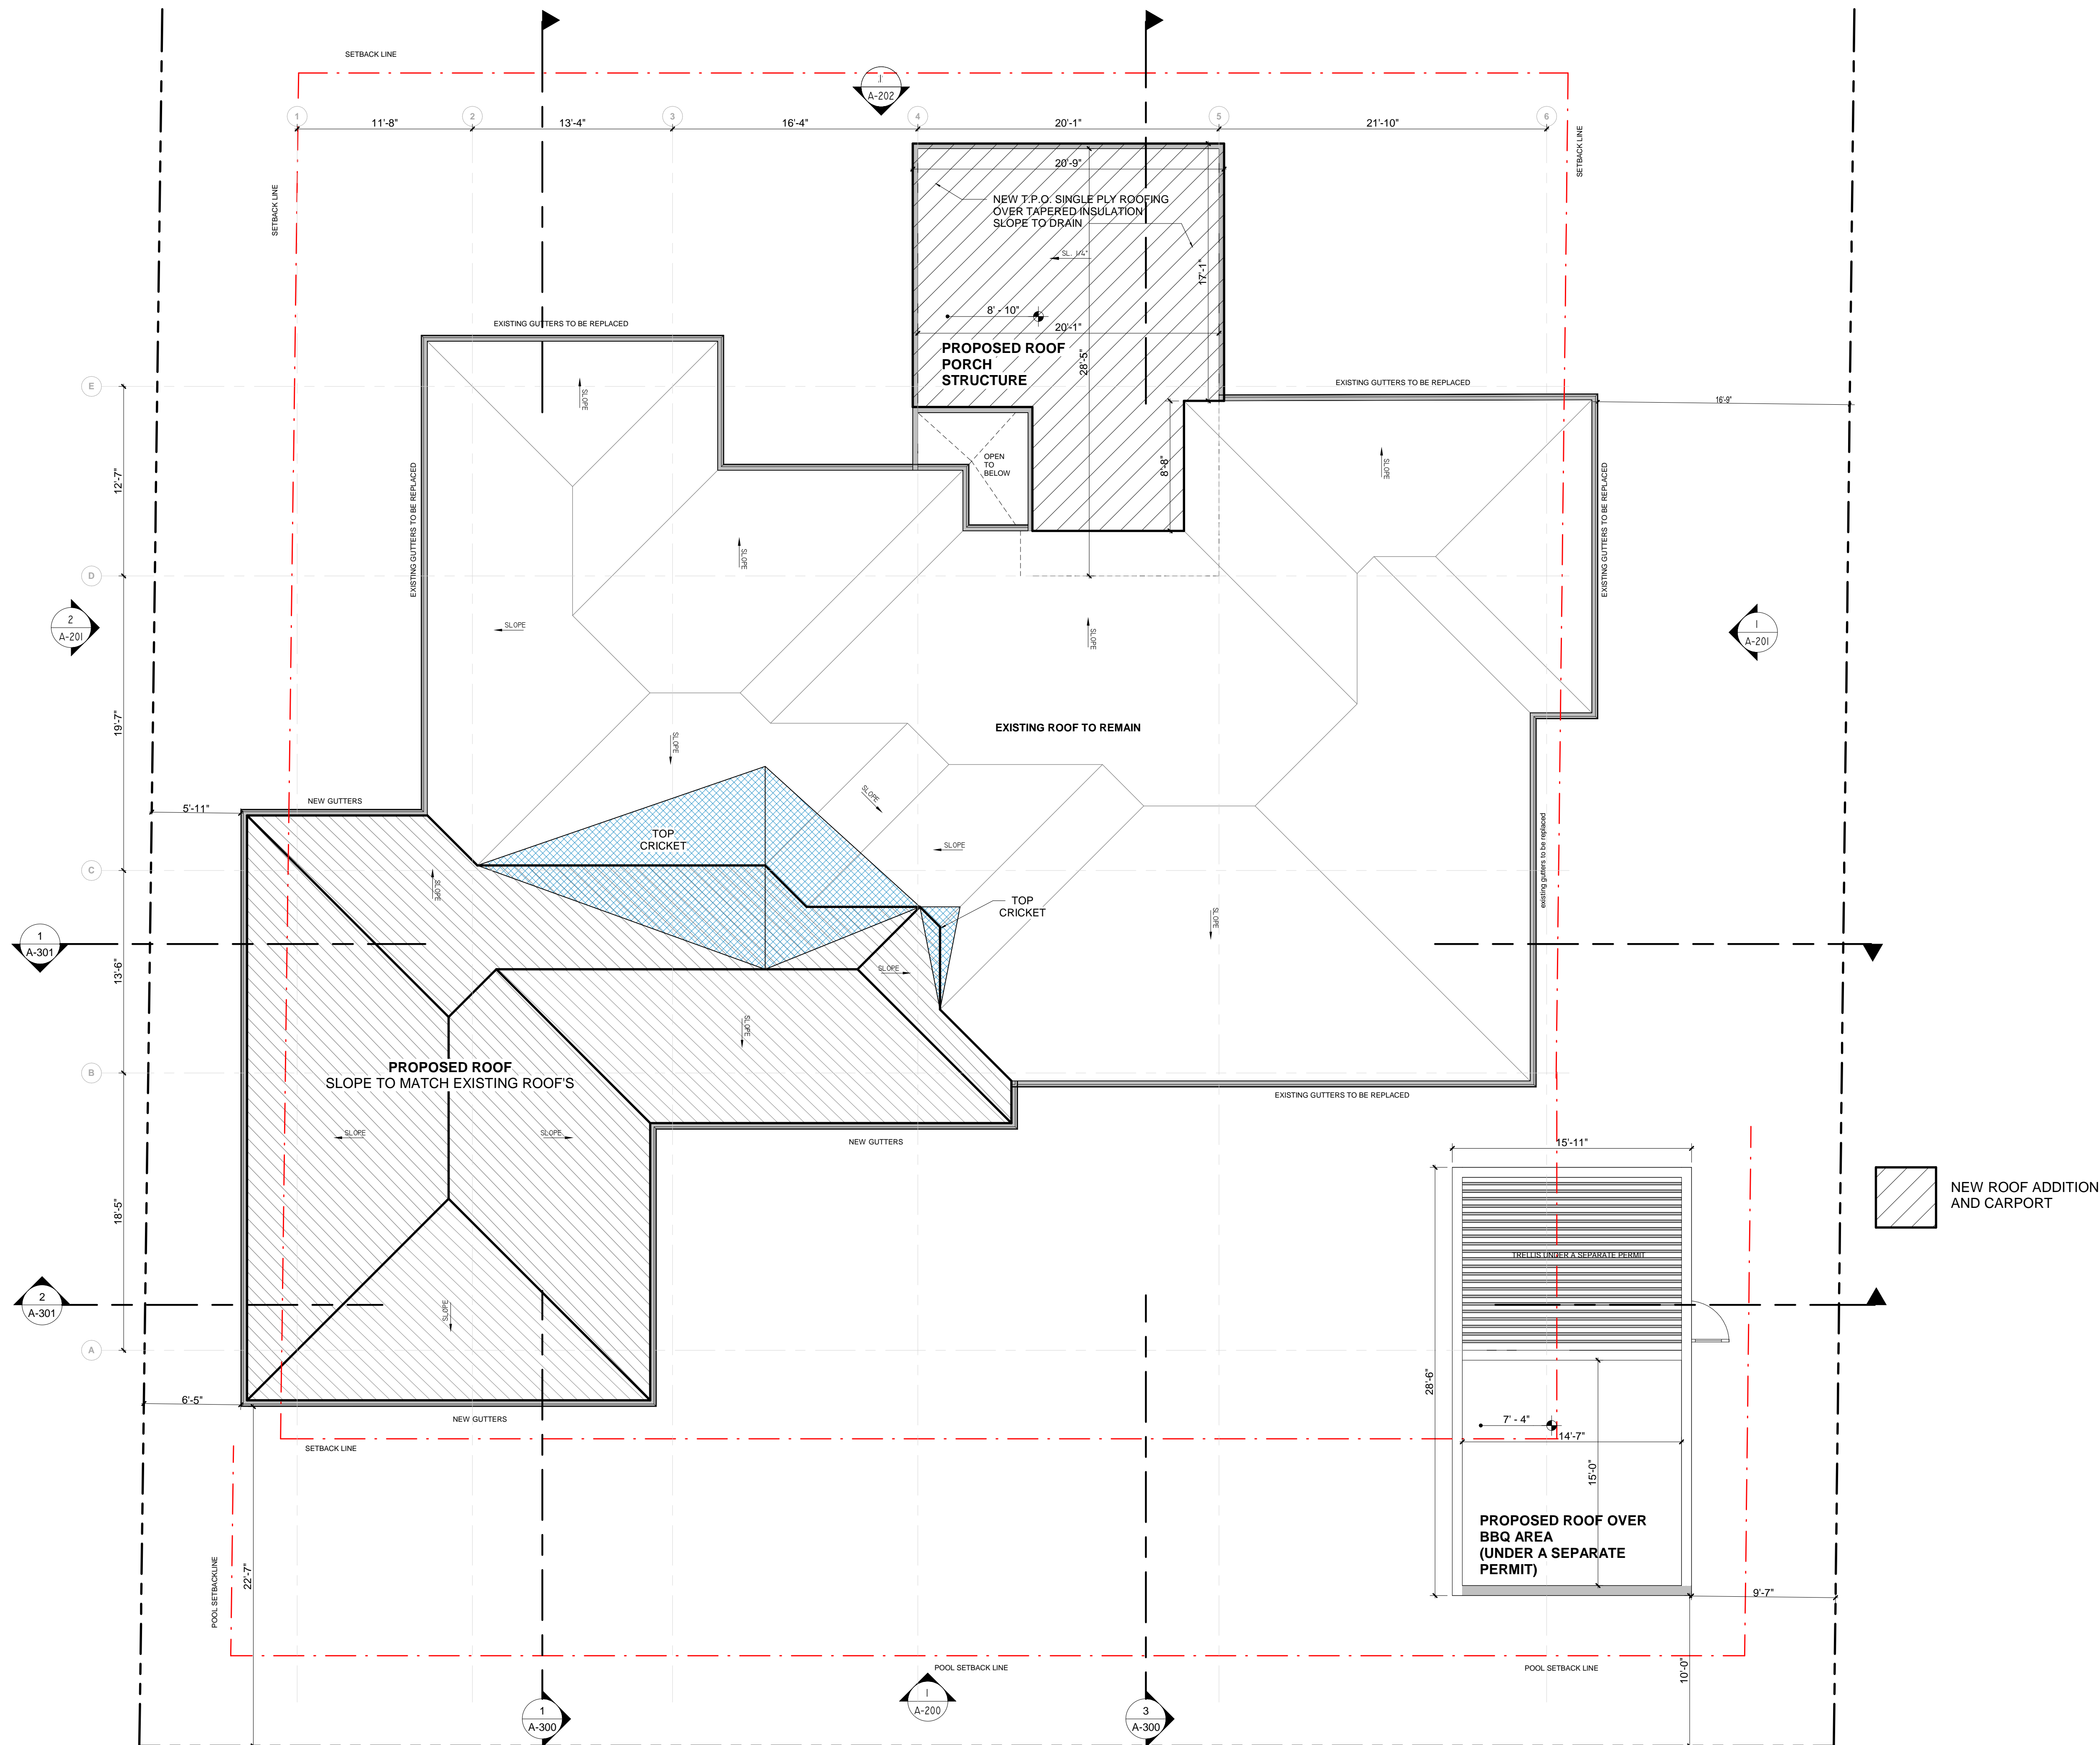 SETBACK LINE
1
A-202
1
2
3
4
5
6
11'-8"
13'-4"
16'-4"
20'-1"
21'-10"
SETBACK LINE
SETBACK LINE
20'-9"
NEW T.P.O. SINGLE PLY ROOFING
OVER TAPERED INSULATION
SLOPE TO DRAIN
SL. 1/4"
17'-1"
8' - 10"
20'-1"
28'-5"
PROPOSED ROOF
PORCH
STRUCTURE
EXISTING GUTTERS TO BE REPLACED
EXISTING GUTTERS TO BE REPLACED
16'-9"
E
SLOPE
OPEN
TO
BELOW
8'-8"
SLOPE
12'-7"
EXISTING GUTTERS TO BE REPLACED
EXISTING GUTTERS TO BE REPLACED
SLOPE
D
2
A-201
SLOPE
SLOPE
1
A-201
19'-7"
SLOPE
EXISTING ROOF TO REMAIN
5'-11"
NEW GUTTERS
SLOPE
TOP
CRICKET
SLOPE
existing gutters to be replaced
C
SLOPE
TOP
CRICKET
SLOPE
1
A-301
13'-6"
SLOPE
SLOPE
B
PROPOSED ROOF
SLOPE TO MATCH EXISTING ROOF'S
EXISTING GUTTERS TO BE REPLACED
SLOPE
SLOPE
NEW GUTTERS
15'-11"
NEW ROOF ADDITION
AND CARPORT
18'-5"
TRELLIS UNDER A SEPARATE PERMIT
2
A-301
SLOPE
A
28'-6"
6'-5"
NEW GUTTERS
7' - 4"
14'-7"
SETBACK LINE
15'-0"
PROPOSED ROOF OVER
BBQ AREA
(UNDER A SEPARATE
PERMIT)
22'-7"
POOL SETBACKLINE
9'-7"
POOL SETBACK LINE
POOL SETBACK LINE
10'-0"
1
A-300
1
A-200
3
A-300